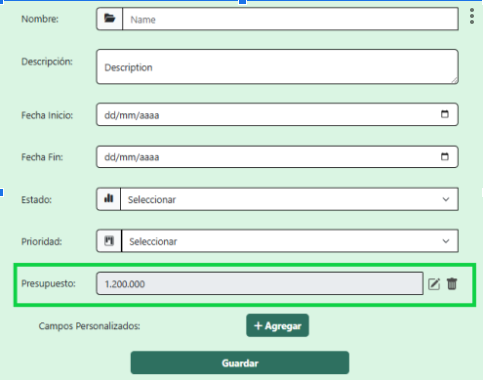 Nombre: Name
Descripción: Description
Fecha Inicio: dd/mm/aaaa
Fecha Fin: dd/mm/aaaa
Estado: Seleccionar
Prioridad: Seleccionar
Presupuesto: 1.200.000
Campos Personalizados: + Agregar
Guardar